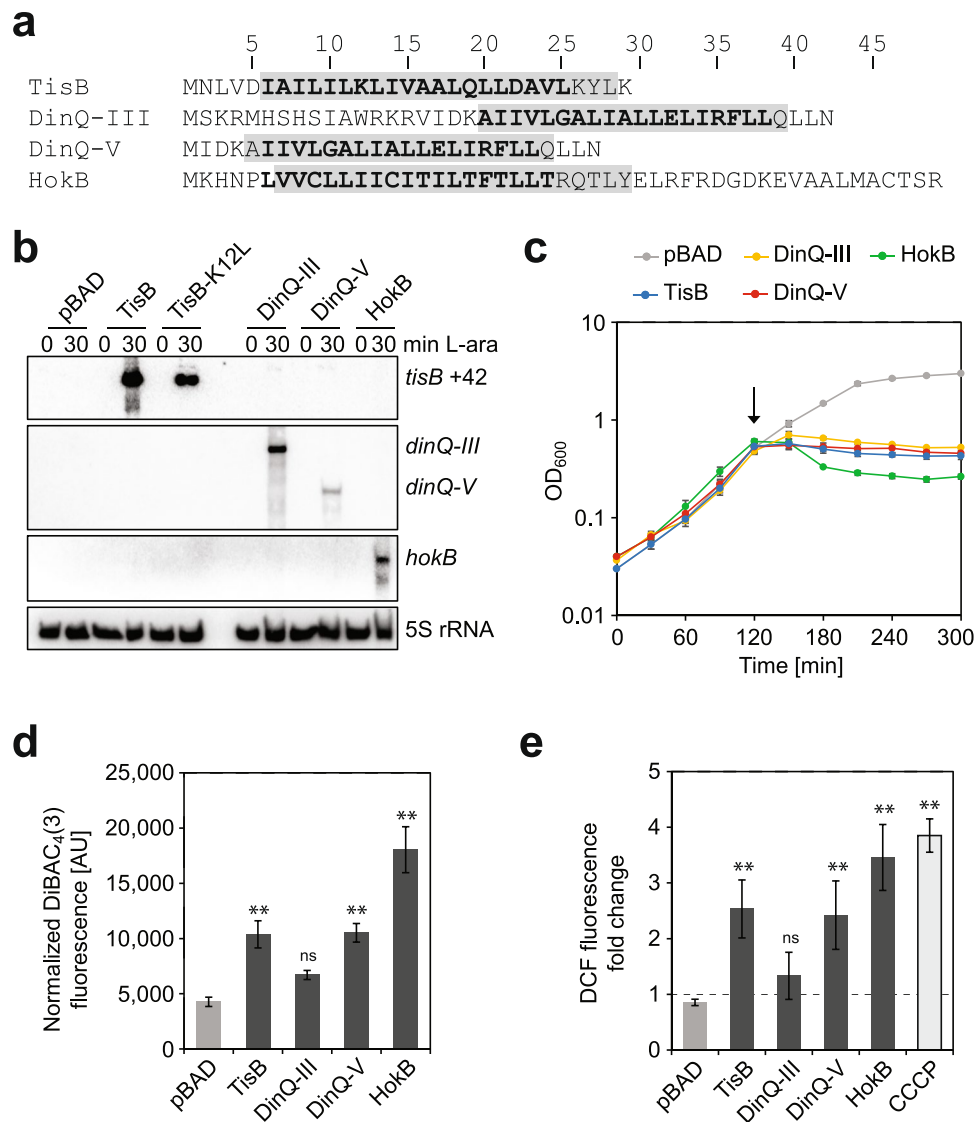 a
5 10 15 20 25 30 35 40 45
TisB MNLVDIAILILKLIVAALQLLDAVLKYLK
DinQ-III MSKRMHSHSIAWRKRVIDKAIIVLGALIALLELIRFLLQLLN
DinQ-V MIDKAIIVLGALIALLELIRFLLQLLN
HokB MKHNPLVVCLLIICITILTFTLLTRQTLYELRFRDGDKEVAALMACTSR
b
pBAD TisB TisB-K12L DinQ-III DinQ-V HokB
0 30 0 30 0 30 0 30 0 30 0 30 min L-ara
tisB +42
dinQ-III
dinQ-V
hokB
5S rRNA
c
pBAD DinQ-III HokB
TisB DinQ-V
10
1
0.1
0.01
OD600
0 60 120 180 240 300
Time [min]
d
Normalized DiBAC4(3)
fluorescence [AU]
25,000
20,000
15,000
10,000
5,000
0
** ns ** **
pBAD TisB DinQ-III DinQ-V HokB
e
DCF fluorescence
fold change
5
4
3
2
1
0
** ns ** ** **
pBAD TisB DinQ-III DinQ-V HokB CCCP